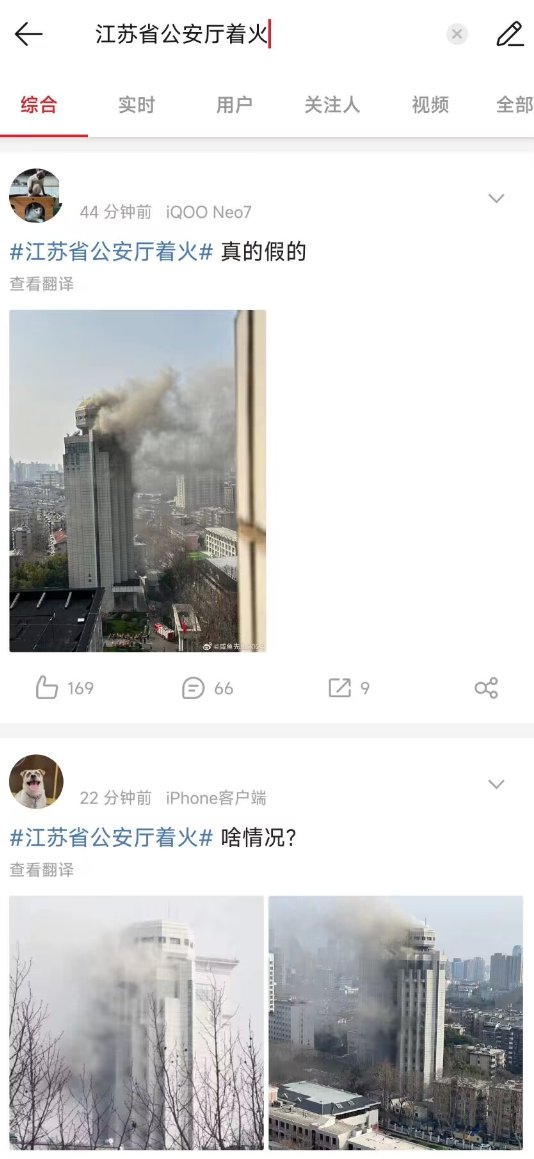 江苏省公安厅着火
综合 实时 用户 关注人 视频 全部
44 分钟前 iQOO Neo7
#江苏省公安厅着火# 真的假的
查看翻译
169 66 9
22 分钟前 iPhone客户端
#江苏省公安厅着火# 啥情况?
查看翻译